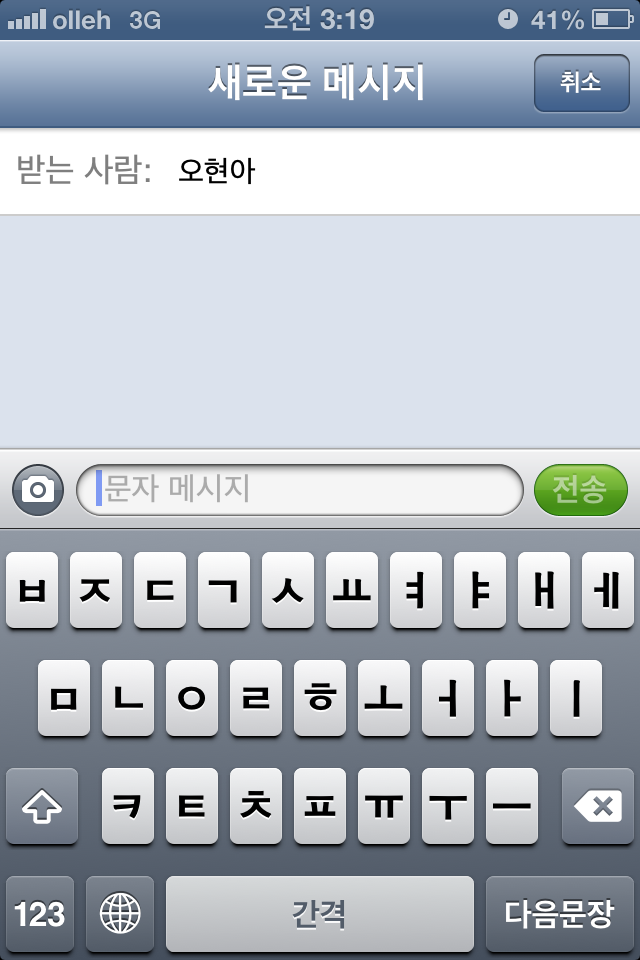 olleh 3G 오전 3:19 41%
새로운 메시지 취소
받는 사람: 오현아
문자 메시지 전송
ㅂ ㅈ ㄷ ㄱ ㅅ ㅛ ㅕ ㅑ ㅐ ㅔ
ㅁ ㄴ ㅇ ㄹ ㅎ ㅗ ㅓ ㅏ ㅣ
ㅋ ㅌ ㅊ ㅍ ㅠ ㅜ ㅡ
123 간격 다음문장